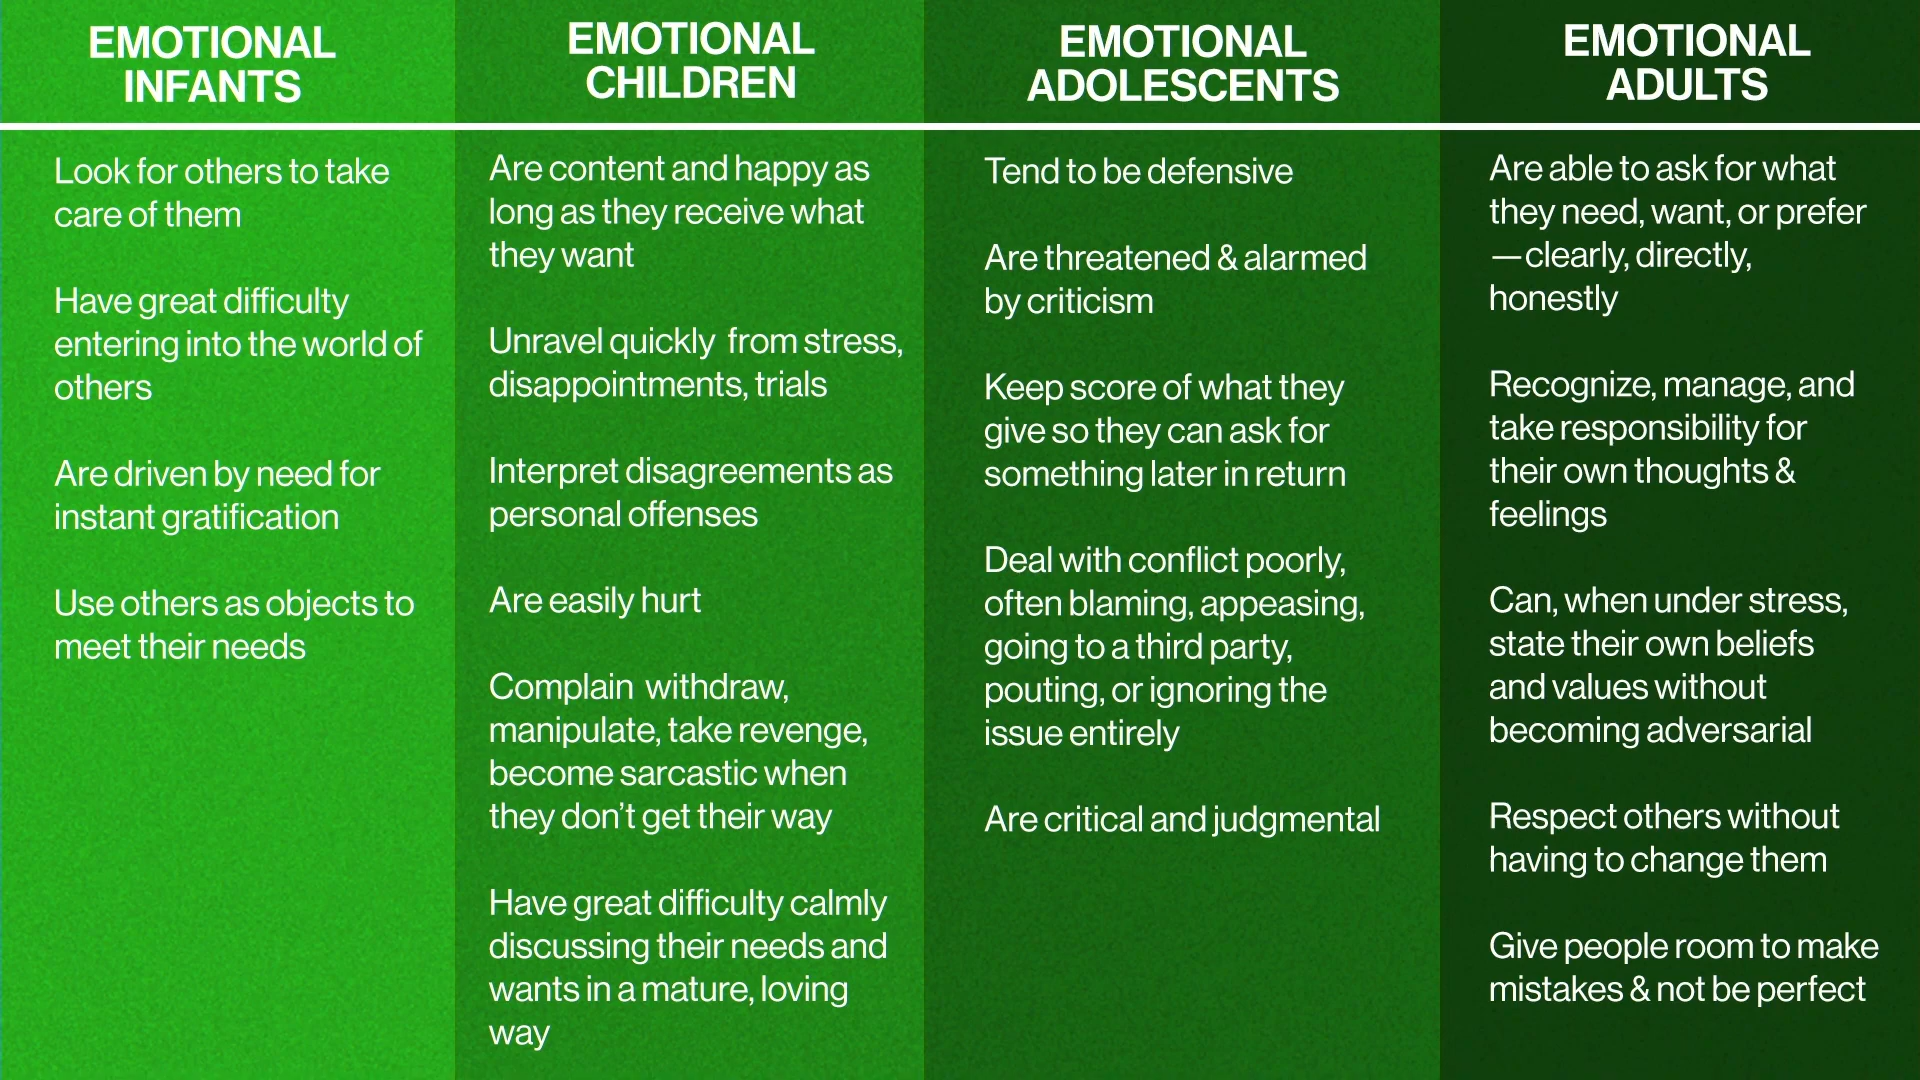 EMOTIONAL
INFANTS
Look for others to take
care of them
Have great difficulty
entering into the world of
others
Are driven by need for
instant gratification
Use others as objects to
meet their needs
EMOTIONAL
CHILDREN
Are content and happy as
long as they receive what
they want
Unravel quickly  from stress,
disappointments, trials
Interpret disagreements as
personal offenses
Are easily hurt
Complain  withdraw,
manipulate, take revenge,
become sarcastic when
they don’t get their way
Have great difficulty calmly
discussing their needs and
wants in a mature, loving
way
EMOTIONAL
ADOLESCENTS
Tend to be defensive
Are threatened & alarmed
by criticism
Keep score of what they
give so they can ask for
something later in return
Deal with conflict poorly,
often blaming, appeasing,
going to a third party,
pouting, or ignoring the
issue entirely
Are critical and judgmental
EMOTIONAL
ADULTS
Are able to ask for what
they need, want, or prefer
—clearly, directly,
honestly
Recognize, manage, and
take responsibility for
their own thoughts &
feelings
Can, when under stress,
state their own beliefs
and values without
becoming adversarial
Respect others without
having to change them
Give people room to make
mistakes & not be perfect